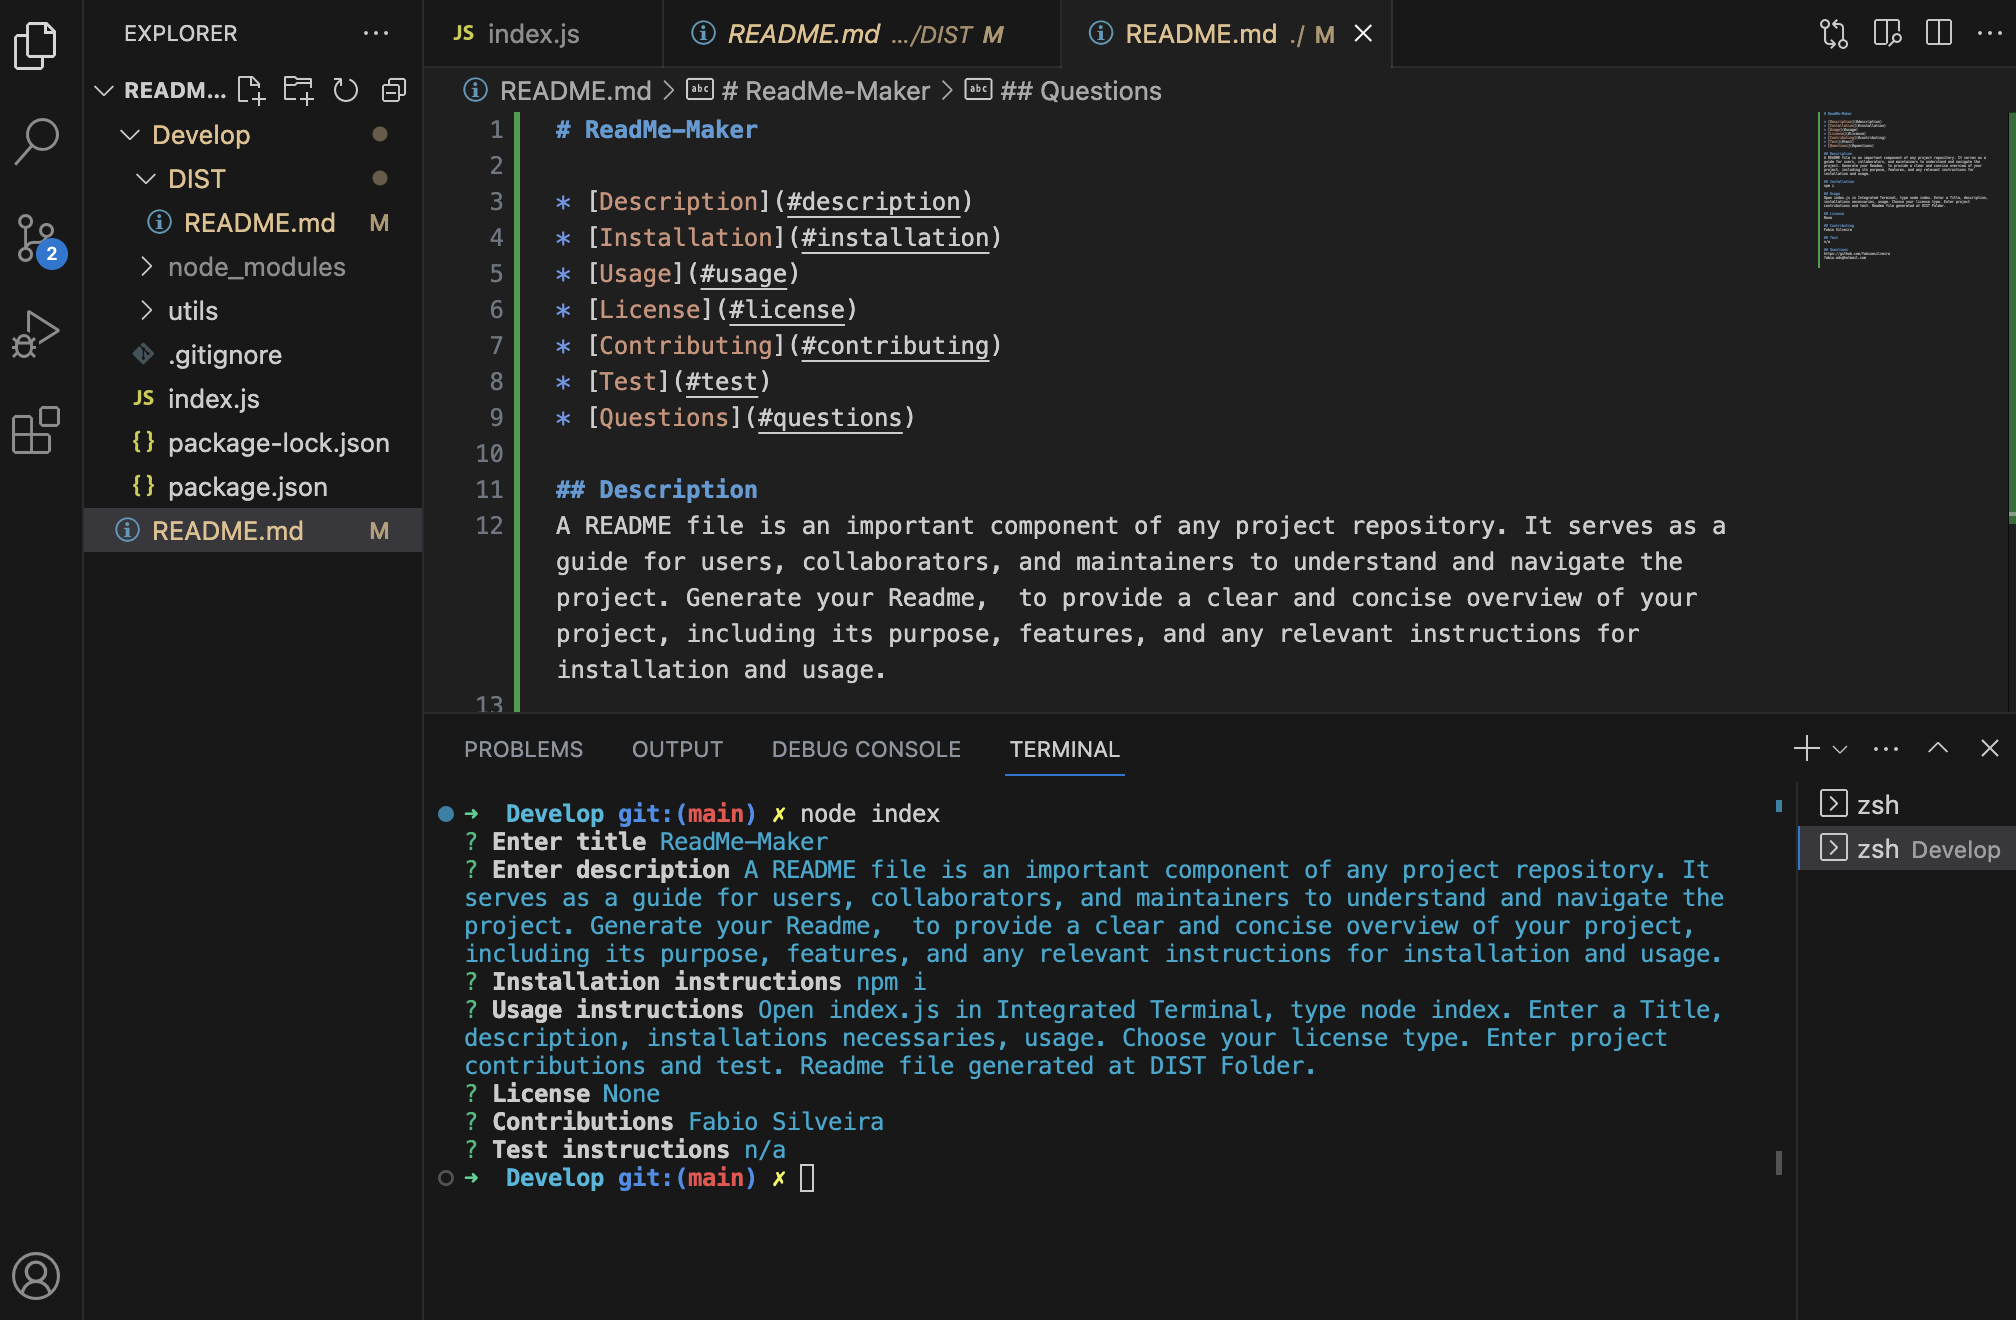 EXPLORER
READM...
Develop
DIST
README.md M
node_modules
utils
.gitignore
JS index.js
{} package-lock.json
{} package.json
README.md M
2
JS index.js
README.md .../DIST M
README.md ./ M
README.md > abc # ReadMe-Maker > abc ## Questions
1 # ReadMe-Maker
2
3 * [Description](#description)
4 * [Installation](#installation)
5 * [Usage](#usage)
6 * [License](#license)
7 * [Contributing](#contributing)
8 * [Test](#test)
9 * [Questions](#questions)
10
11 ## Description
12 A README file is an important component of any project repository. It serves as a
guide for users, collaborators, and maintainers to understand and navigate the
project. Generate your Readme,  to provide a clear and concise overview of your
project, including its purpose, features, and any relevant instructions for
installation and usage.
13
PROBLEMS OUTPUT DEBUG CONSOLE TERMINAL
➜  Develop git:(main) ✗ node index
? Enter title ReadMe-Maker
? Enter description A README file is an important component of any project repository. It
serves as a guide for users, collaborators, and maintainers to understand and navigate the
project. Generate your Readme,  to provide a clear and concise overview of your project,
including its purpose, features, and any relevant instructions for installation and usage.
? Installation instructions npm i
? Usage instructions Open index.js in Integrated Terminal, type node index. Enter a Title,
description, installations necessaries, usage. Choose your license type. Enter project
contributions and test. Readme file generated at DIST Folder.
? License None
? Contributions Fabio Silveira
? Test instructions n/a
➜  Develop git:(main) ✗
zsh
zsh Develop